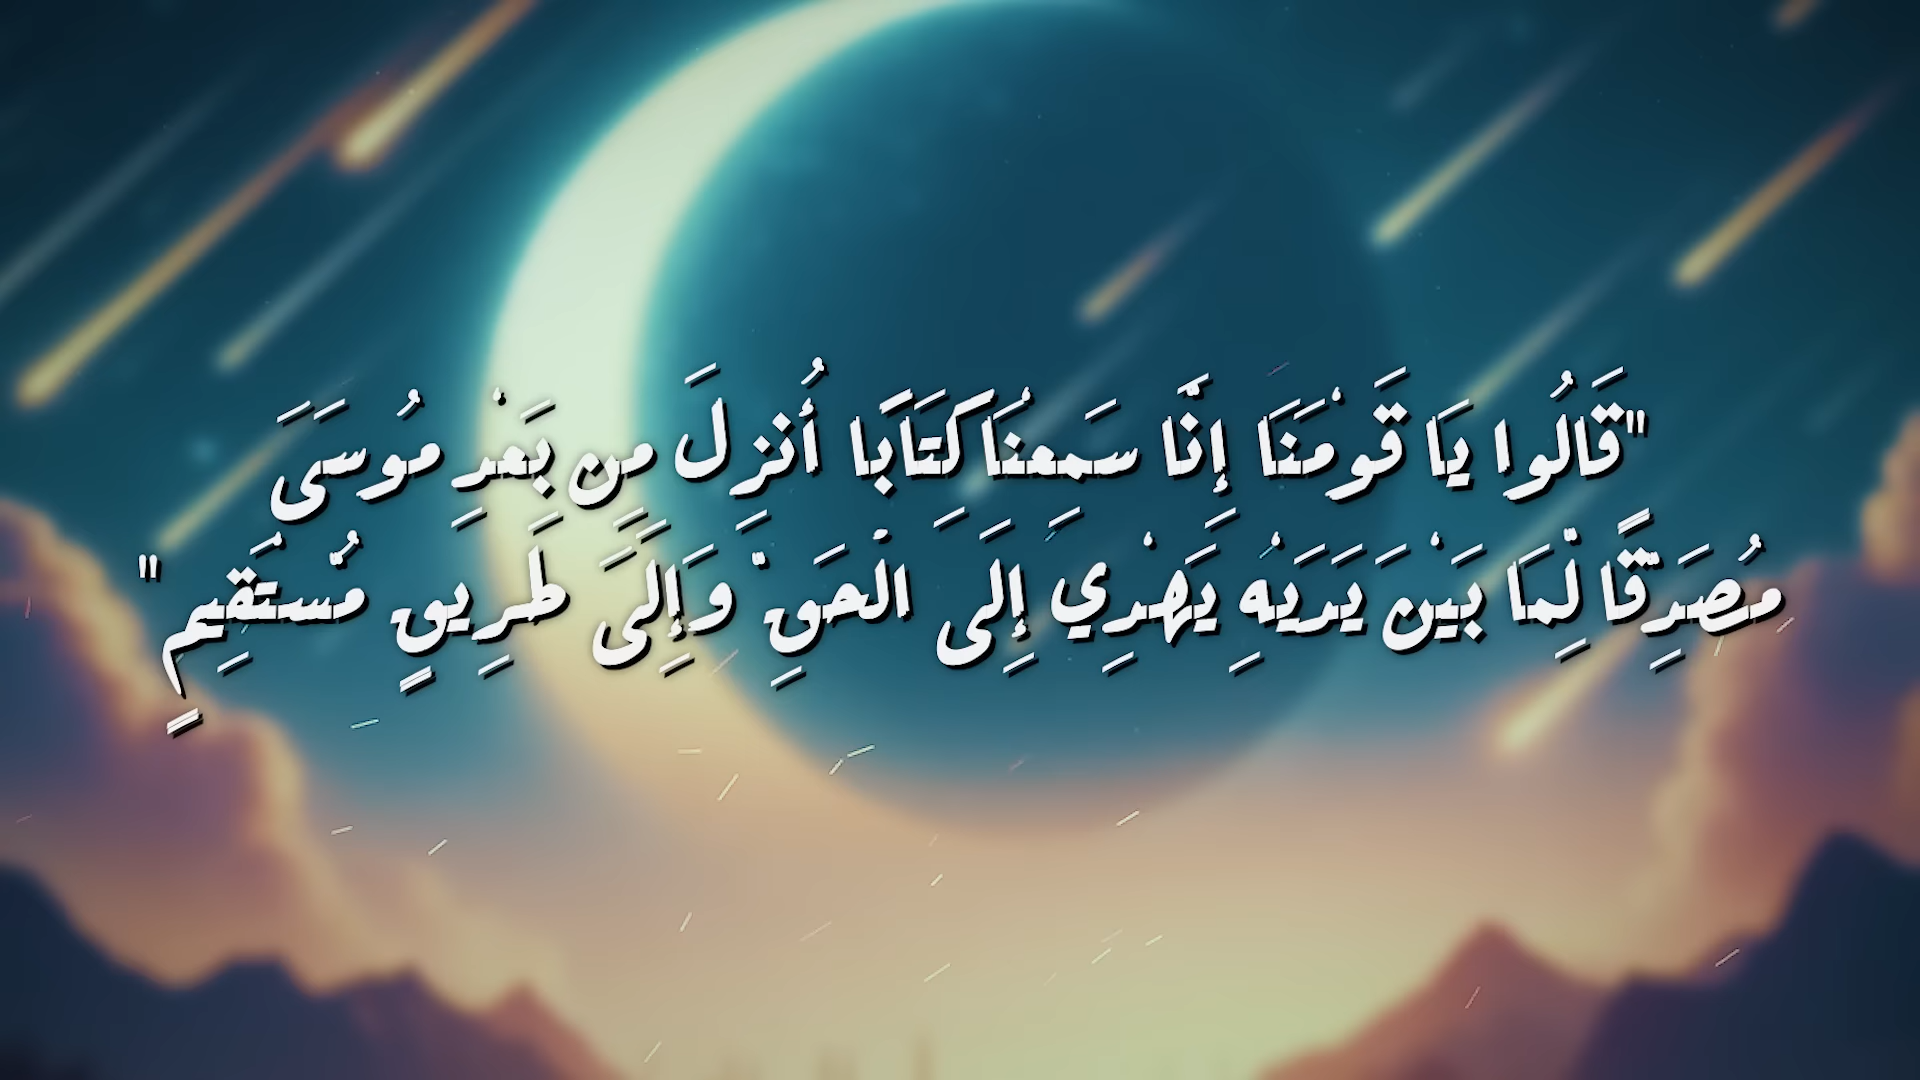 "قَالُوا يَا قَوْمَنَا إِنَّا سَمِعْنَا كِتَابًا أُنزِلَ مِن بَعْدِ مُوسَىَ
مُصَدِّقًا لِّمَا بَيْنَ يَدَيْهِ يَهْدِي إِلَى الْحَقِّ وَإِلَىَ طَرِيقٍ مُّسْتَقِيمٍ"